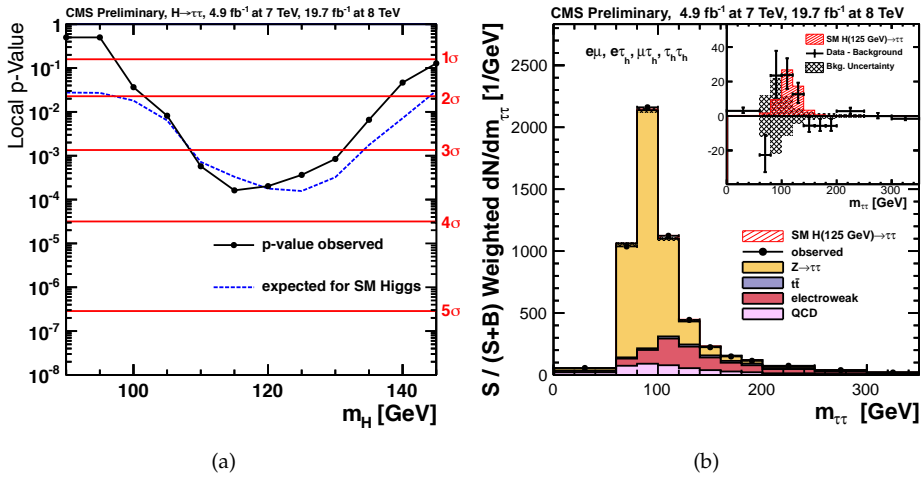 CMS Preliminary, H→ττ, 4.9 fb⁻¹ at 7 TeV, 19.7 fb⁻¹ at 8 TeV
Local p-Value
1
10⁻¹
10⁻²
10⁻³
10⁻⁴
10⁻⁵
10⁻⁶
10⁻⁷
10⁻⁸
1σ
2σ
3σ
4σ
5σ
p-value observed
expected for SM Higgs
100 120 140
m_H [GeV]
(a)
CMS Preliminary, 4.9 fb⁻¹ at 7 TeV, 19.7 fb⁻¹ at 8 TeV
S / (S+B) Weighted dN/dm_ττ [1/GeV]
eμ, eτ_h, μτ_h, τ_hτ_h
2500
2000
1500
1000
500
0
SM H(125 GeV)→ττ
Data - Background
Bkg. Uncertainty
40
20
0
-20
0 100 200 300
m_ττ [GeV]
SM H(125 GeV)→ττ
observed
Z→ττ
tt̄
electroweak
QCD
0 100 200 300
m_ττ [GeV]
(b)